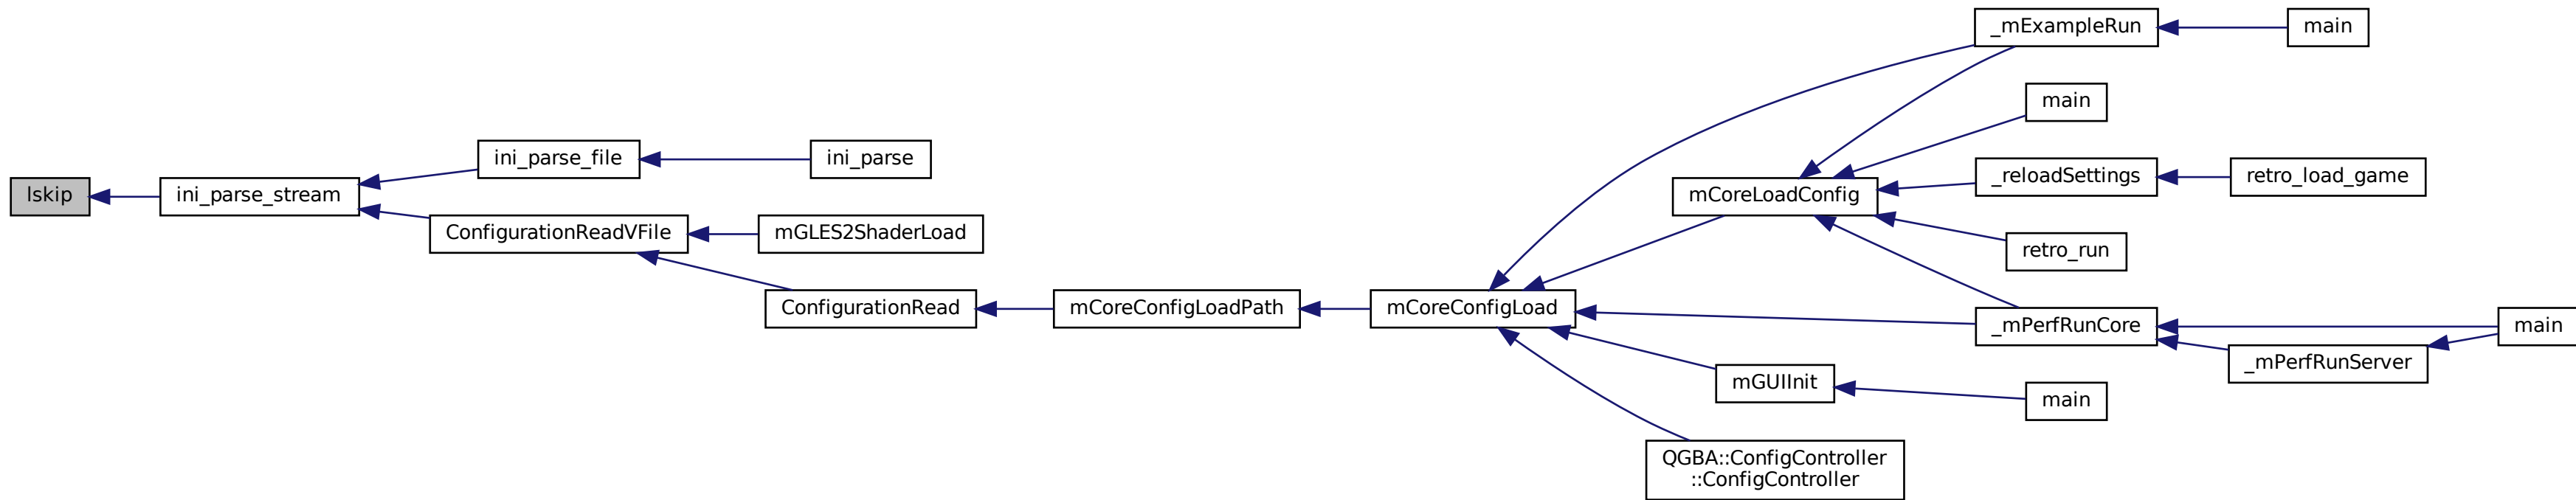 lskip
ini_parse_stream
ini_parse_file
ini_parse
ConfigurationReadVFile
mGLES2ShaderLoad
ConfigurationRead
mCoreConfigLoadPath
mCoreConfigLoad
_mExampleRun
main
mCoreLoadConfig
main
_reloadSettings
retro_load_game
retro_run
_mPerfRunCore
main
_mPerfRunServer
mGUIInit
main
QGBA::ConfigController
::ConfigController